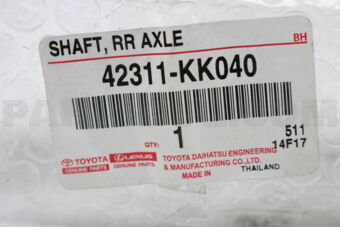 SHAFT, RR AXLE
BH
42311-KK040
QTY:
1
511
14F17
TOYOTA
GENUINE PARTS
LEXUS
GENUINE PARTS
TOYOTA DAIHATSU ENGINEERING
& MANUFACTURING CO.,LTD.
MADE IN
THAILAND